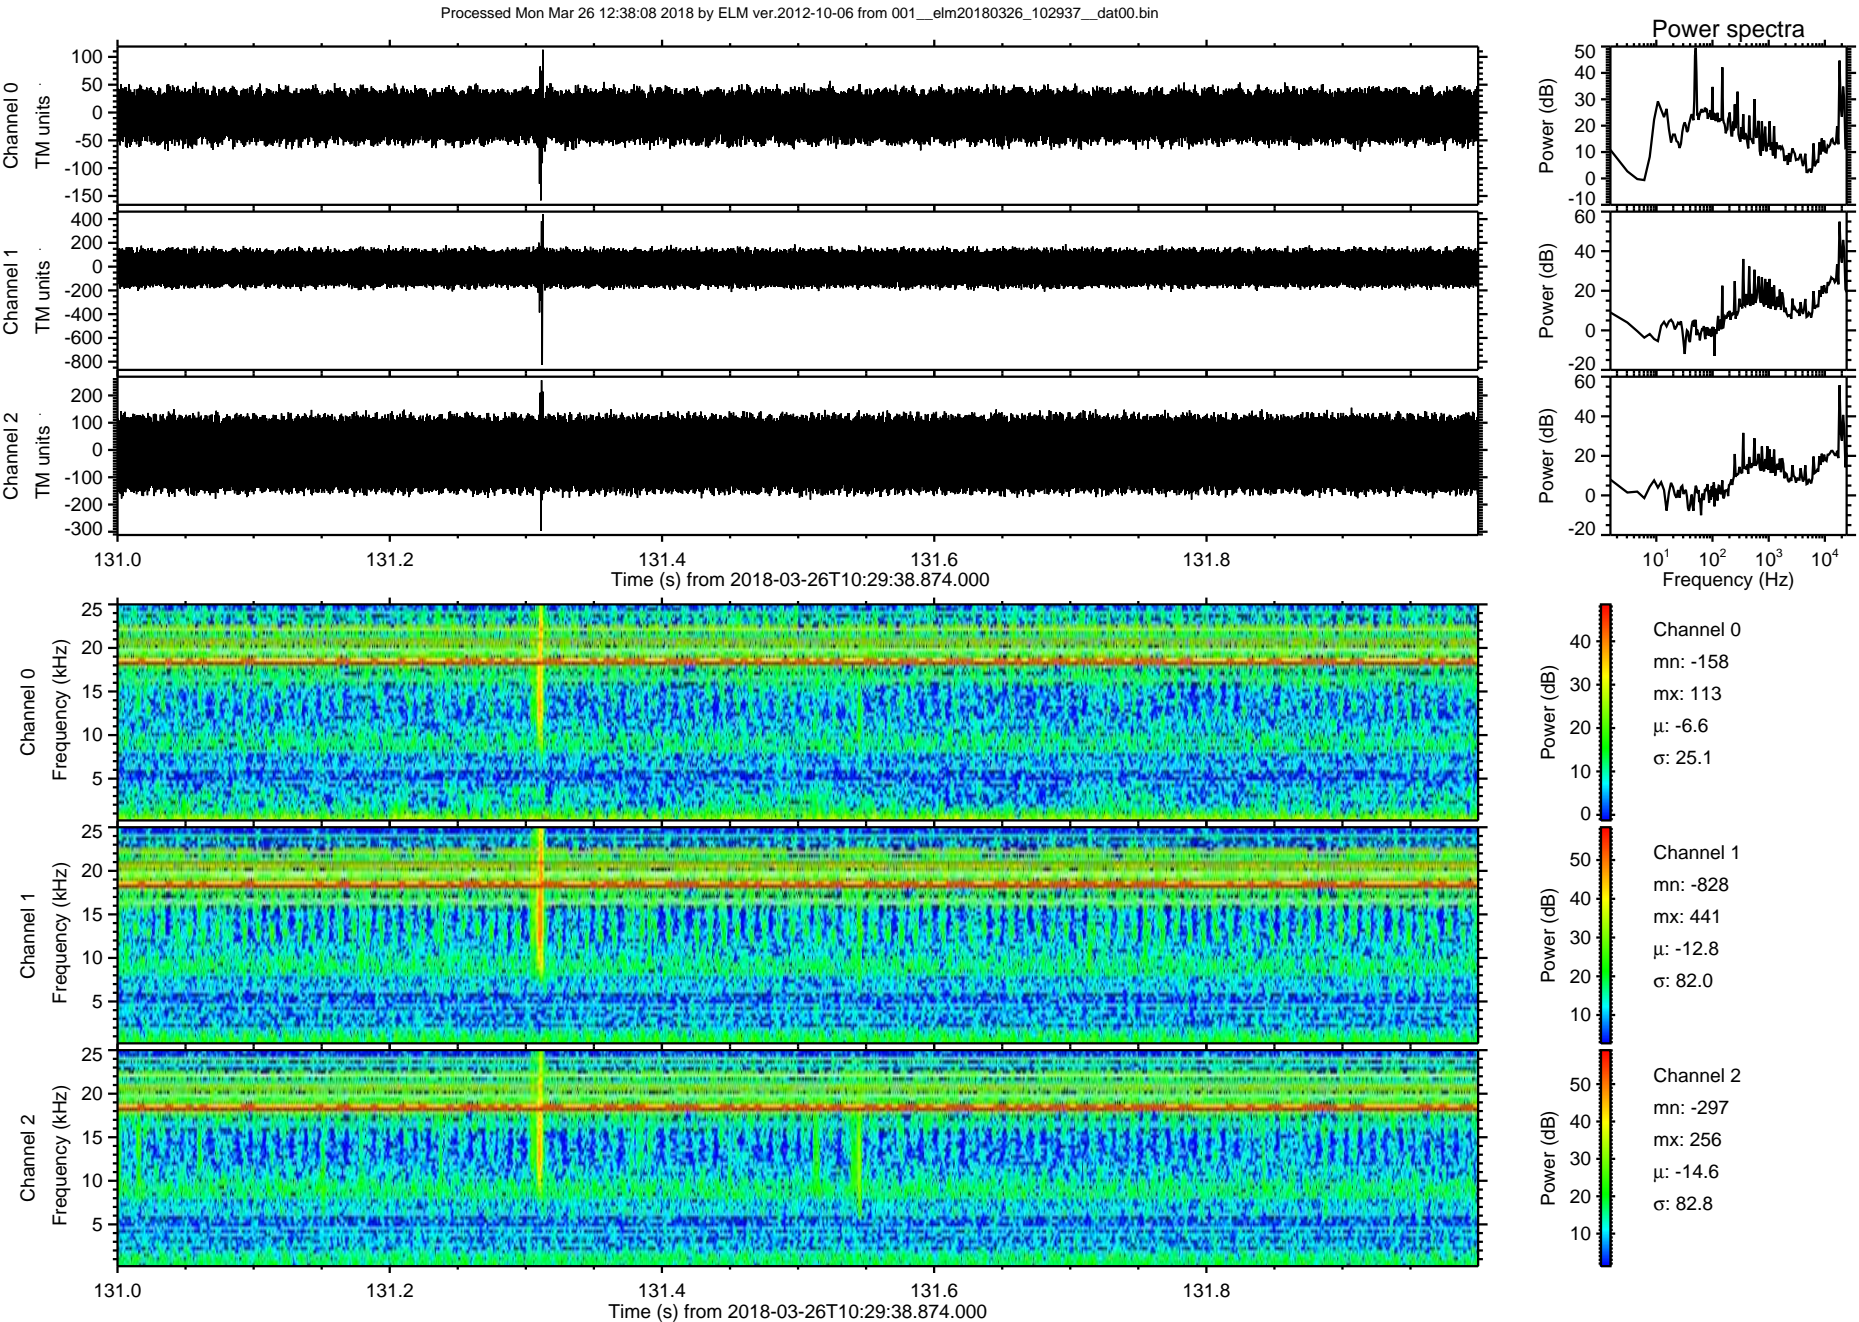 Processed Mon Mar 26 12:38:08 2018 by ELM ver.2012-10-06 from 001__elm20180326_102937__dat00.bin
Power spectra
Channel 0
TM units
100
50
0
-50
-100
-150
Power (dB)
50
40
30
20
10
0
-10
Channel 1
TM units
400
200
0
-200
-400
-600
-800
Power (dB)
60
40
20
0
-20
Channel 2
TM units
200
100
0
-100
-200
-300
Power (dB)
60
40
20
0
-20
131.0 131.2 131.4 131.6 131.8
Time (s) from 2018-03-26T10:29:38.874.000
10^1 10^2 10^3 10^4
Frequency (Hz)
Channel 0
Frequency (kHz)
25
20
15
10
5
Power (dB)
40
30
20
10
0
Channel 0
mn: -158
mx: 113
μ: -6.6
σ: 25.1
Channel 1
Frequency (kHz)
25
20
15
10
5
Power (dB)
50
40
30
20
10
Channel 1
mn: -828
mx: 441
μ: -12.8
σ: 82.0
Channel 2
Frequency (kHz)
25
20
15
10
5
Power (dB)
50
40
30
20
10
Channel 2
mn: -297
mx: 256
μ: -14.6
σ: 82.8
131.0 131.2 131.4 131.6 131.8
Time (s) from 2018-03-26T10:29:38.874.000